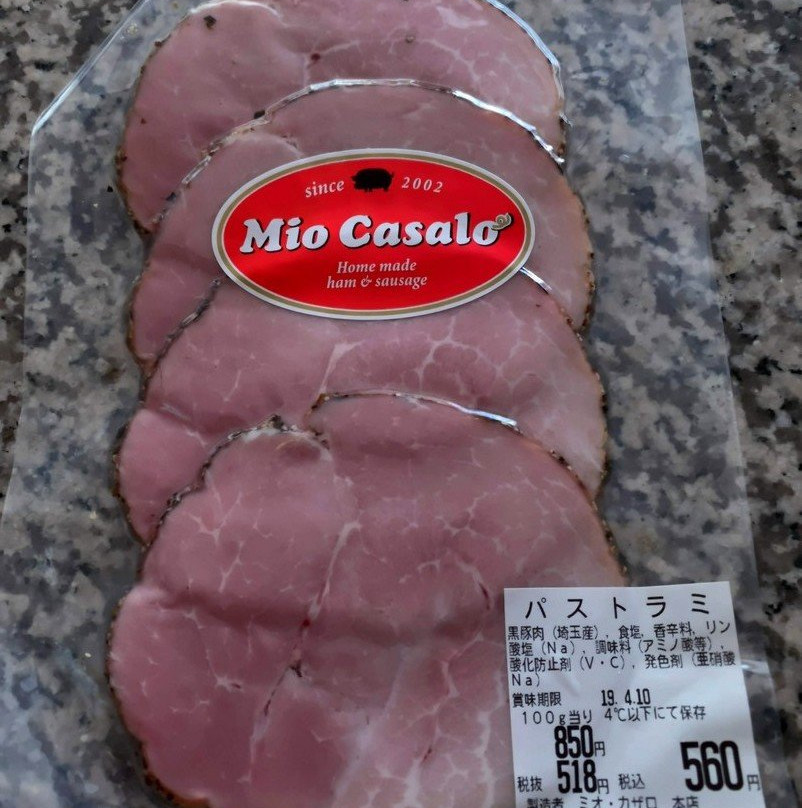 since 2002
Mio Casalo
Home made
ham & sausage
パストラミ
黒豚肉（埼玉産）, 食塩, 香辛料, リン
酸塩（Na）, 調味料（アミノ酸等）,
酸化防止剤（V・C）, 発色剤（亜硝酸
Na）
賞味期限 19. 4.10
100g当り 4℃以下にて保存
850円
税抜 518円 税込 560円
製造者 ミオ・カザロ 本店